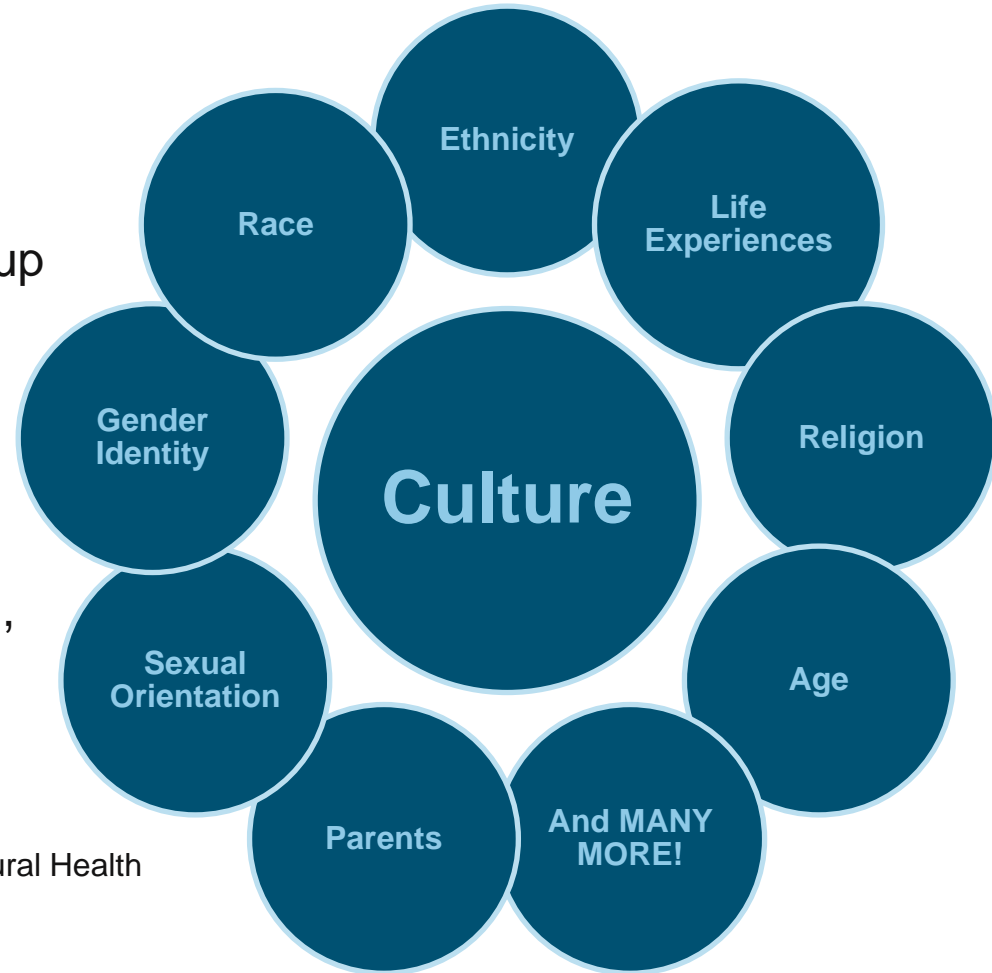 up
,
ural Health
Culture
Ethnicity
Life
Experiences
Religion
Age
And MANY
MORE!
Parents
Sexual
Orientation
Gender
Identity
Race